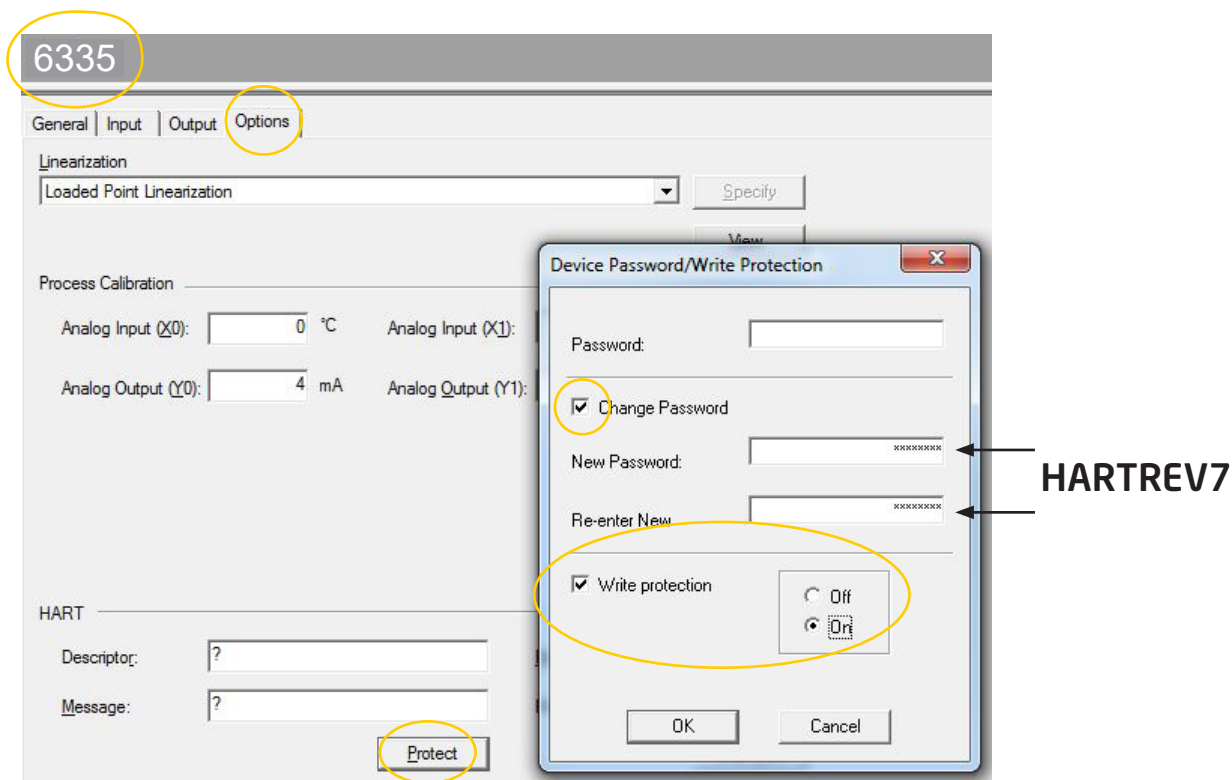 6335
General Input Output Options
Linearization
Loaded Point Linearization Specify
View
Device Password/Write Protection
Process Calibration
Analog Input (X0): 0 °C Analog Input (X1):
Password:
Analog Output (Y0): 4 mA Analog Output (Y1):
Change Password
New Password: ********
HARTREV7
Re-enter New ********
Write protection Off
On
HART
Descriptor: ?
Message: ?
OK Cancel
Protect